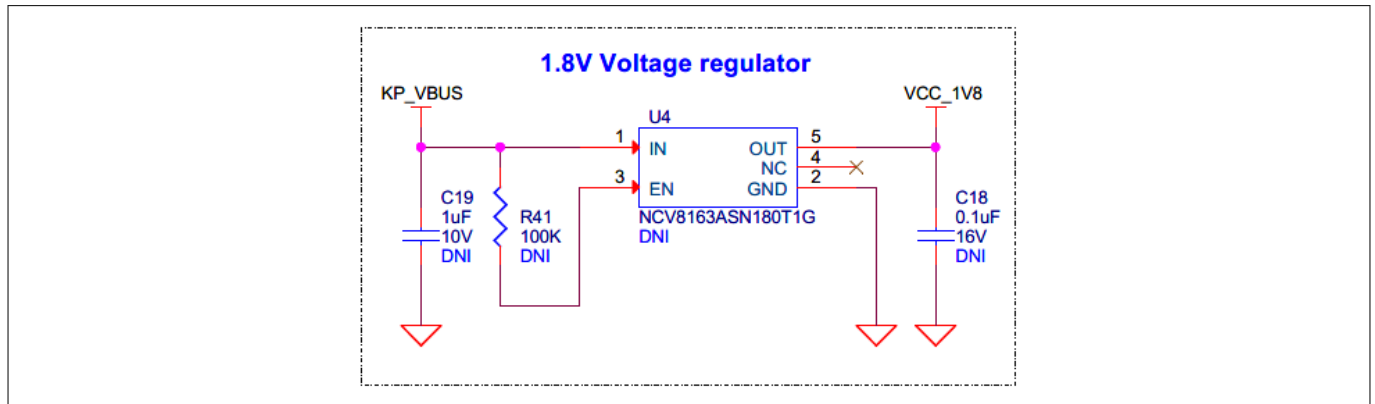 1.8V Voltage regulator
KP_VBUS
VCC_1V8
U4
1
IN
OUT
5
NC
4
3
EN
GND
2
NCV8163ASN180T1G
DNI
C19
1uF
10V
DNI
R41
100K
DNI
C18
0.1uF
16V
DNI